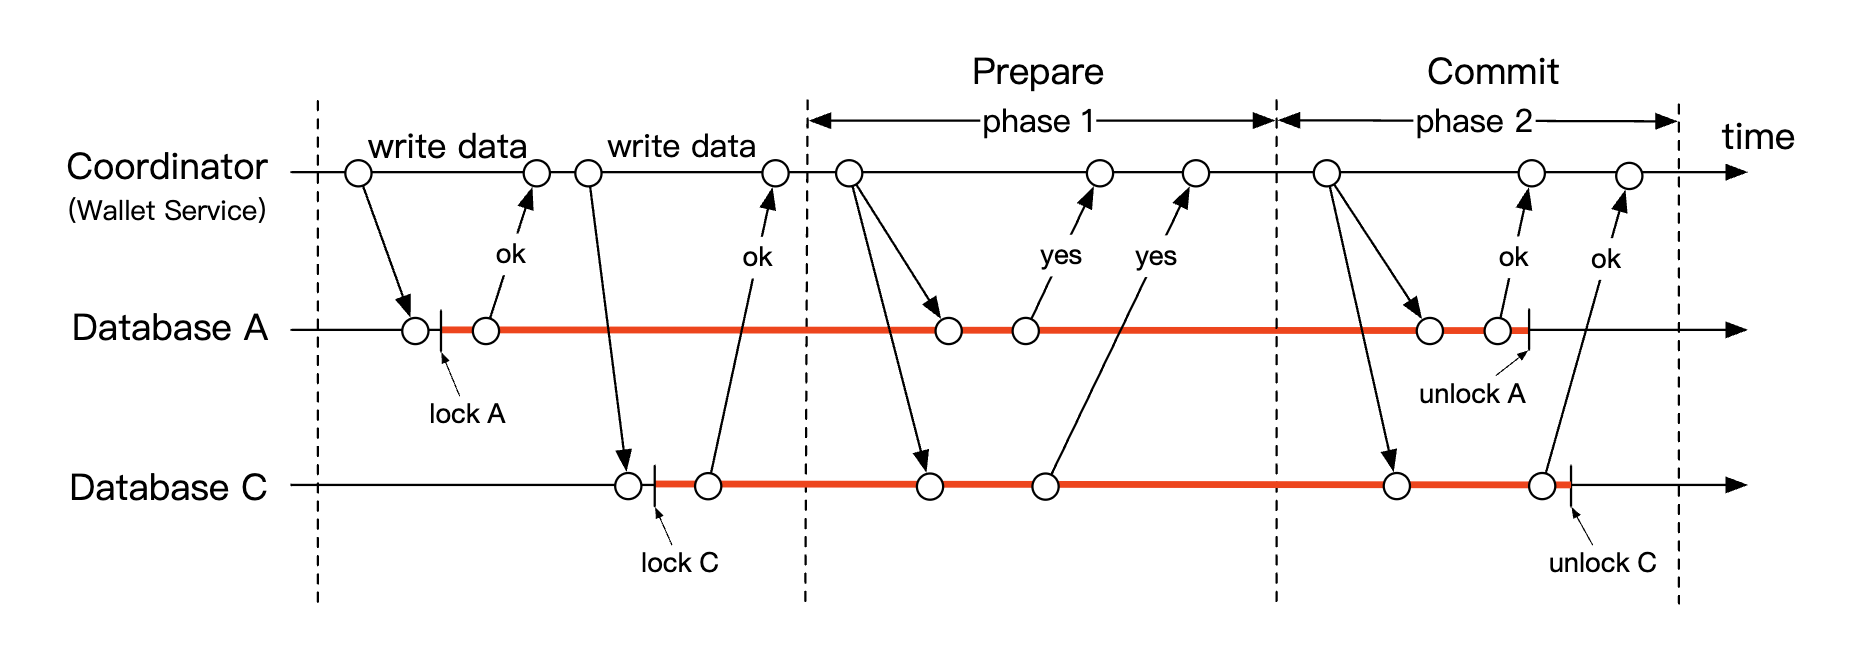 Prepare
Commit
phase 1
phase 2
time
write data
write data
Coordinator
(Wallet Service)
ok
ok
yes
yes
ok
ok
Database A
lock A
unlock A
Database C
lock C
unlock C